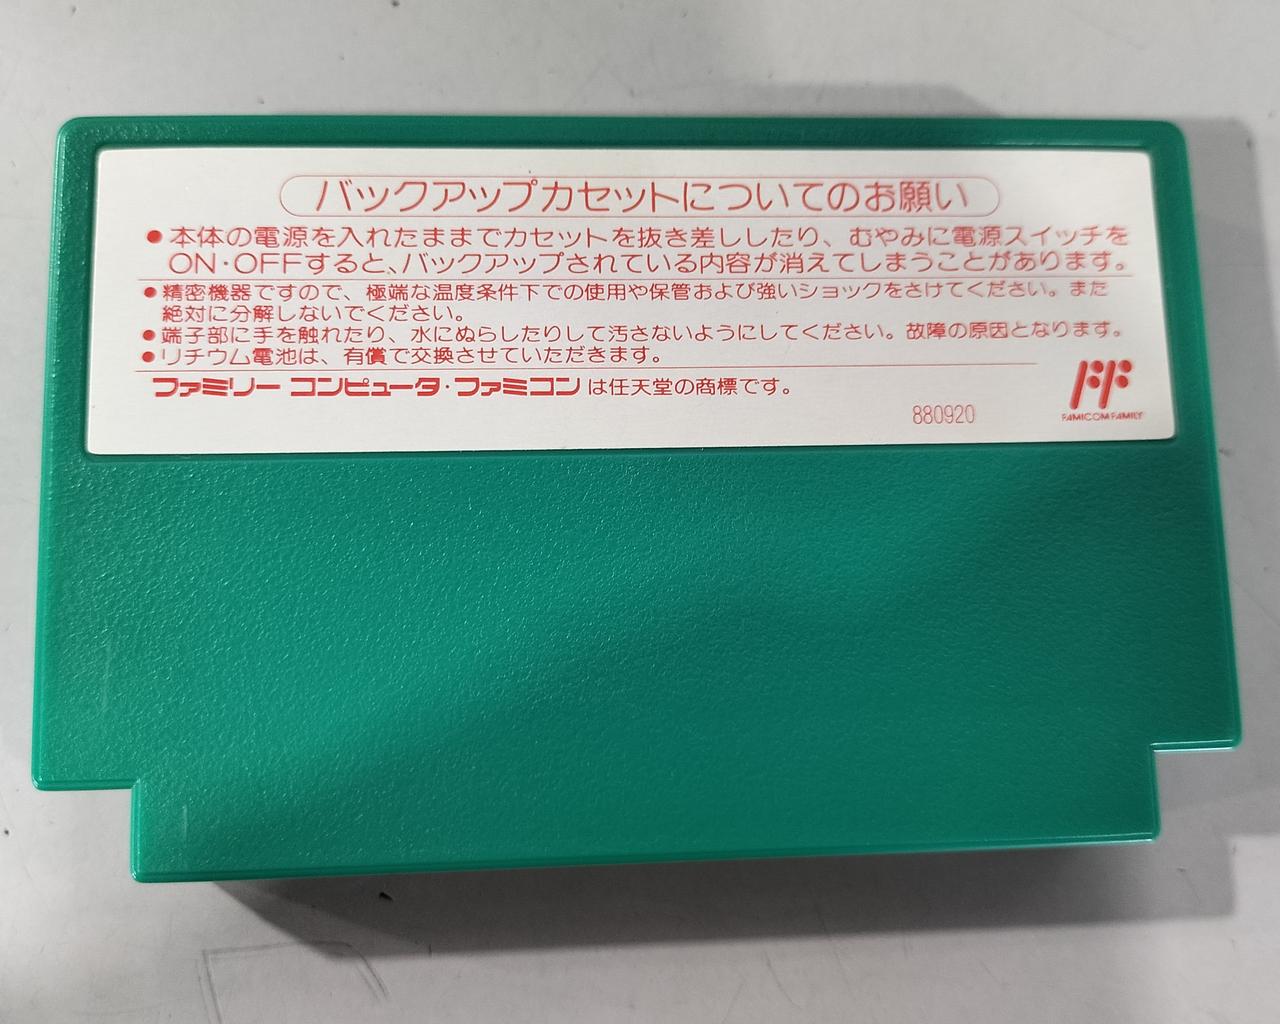 バックアップカセットについてのお願い
●本体の電源を入れたままでカセットを抜き差ししたり、むやみに電源スイッチを
ON・OFFすると、バックアップされている内容が消えてしまうことがあります。
●精密機器ですので、極端な温度条件下での使用や保管および強いショックをさけてください。また
絶対に分解しないでください。
●端子部に手を触れたり、水にぬらしたりして汚さないようにしてください。故障の原因となります。
●リチウム電池は、有償で交換させていただきます。
ファミリー コンピュータ・ファミコンは任天堂の商標です。
880920
FAMICOM FAMILY